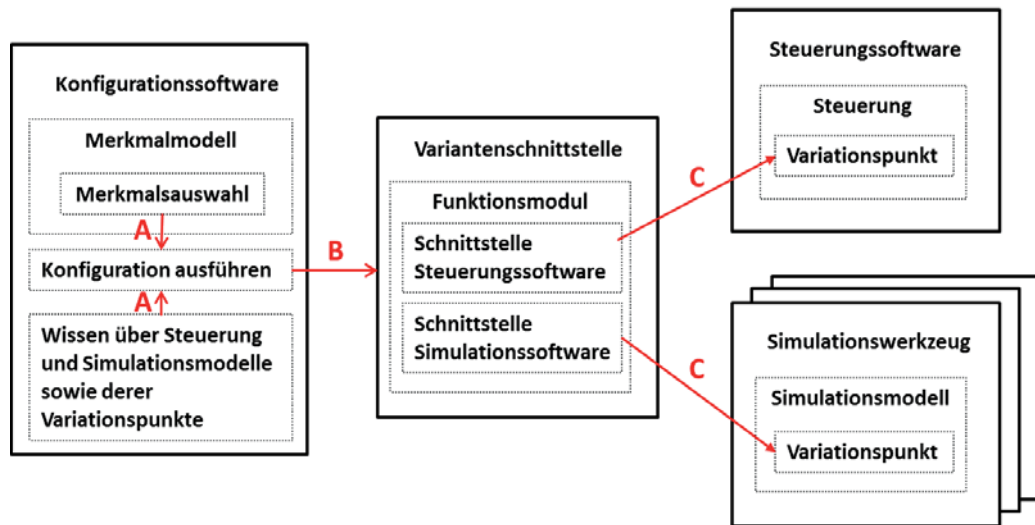 Konfigurationssoftware
Merkmalmodell
Merkmalsauswahl
A
Konfiguration ausführen
A
Wissen über Steuerung
und Simulationsmodelle
sowie derer
Variationspunkte
B
Variantenschnittstelle
Funktionsmodul
Schnittstelle
Steuerungssoftware
Schnittstelle
Simulationssoftware
C
C
Steuerungssoftware
Steuerung
Variationspunkt
Simulationswerkzeug
Simulationsmodell
Variationspunkt